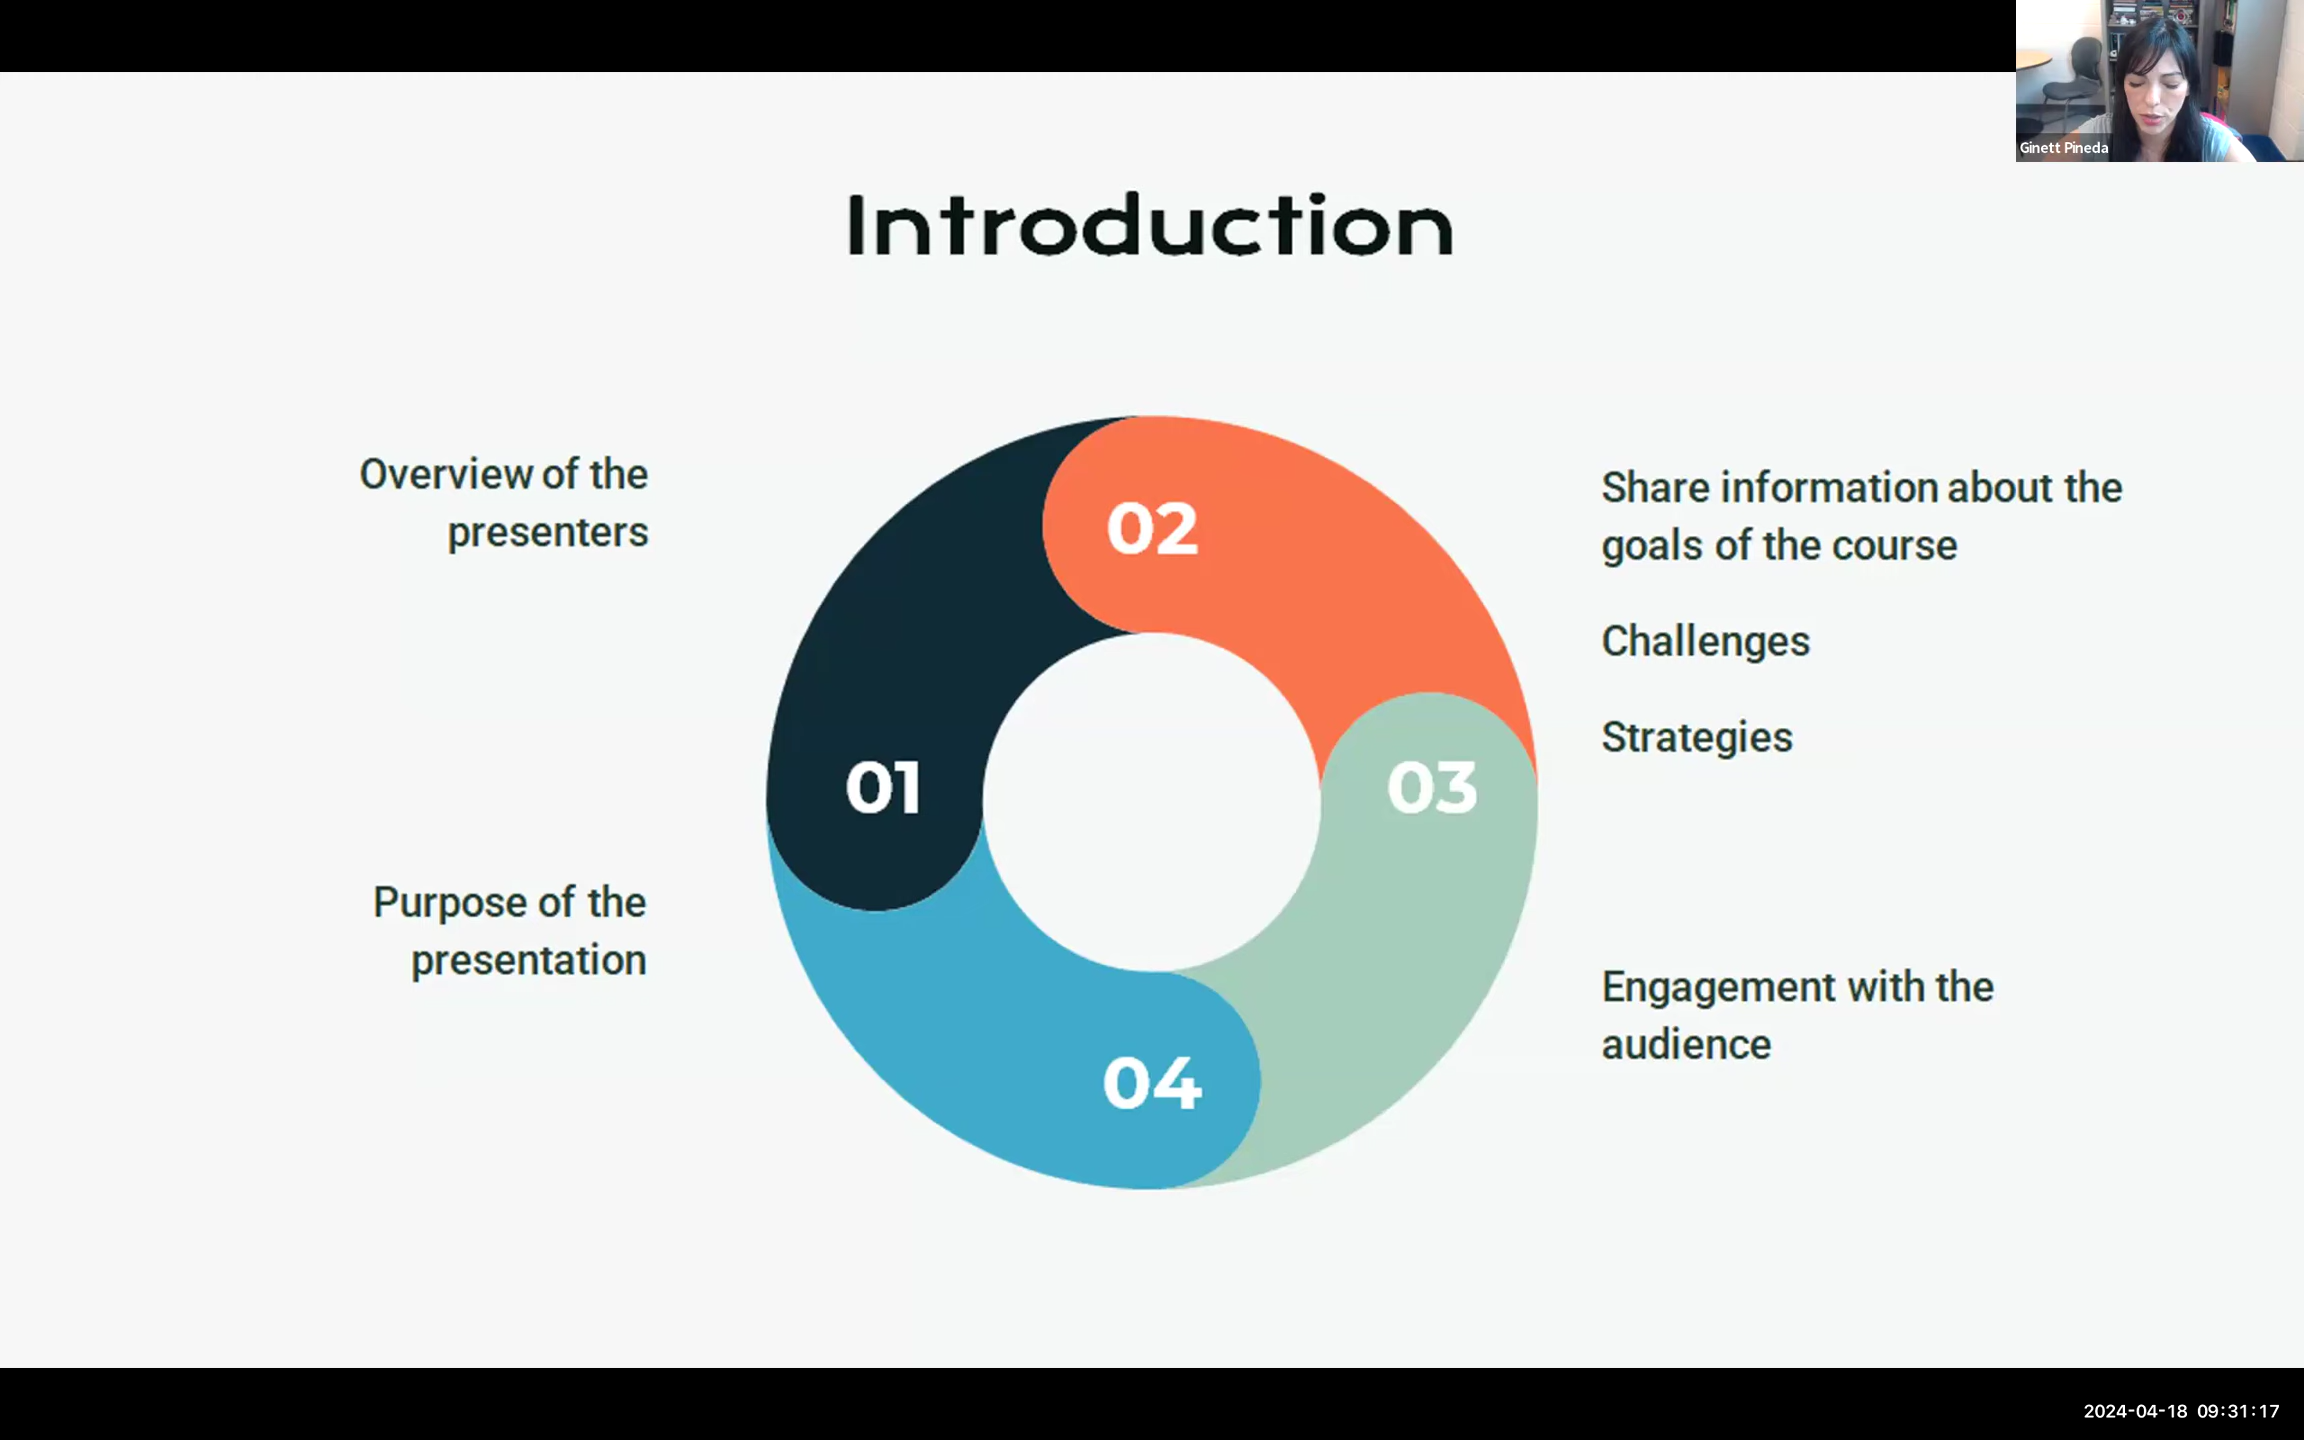 Ginett Pineda
Introduction
Overview of the
presenters
Purpose of the
presentation
01
02
03
04
Share information about the
goals of the course
Challenges
Strategies
Engagement with the
audience
2024-04-18 09:31:17